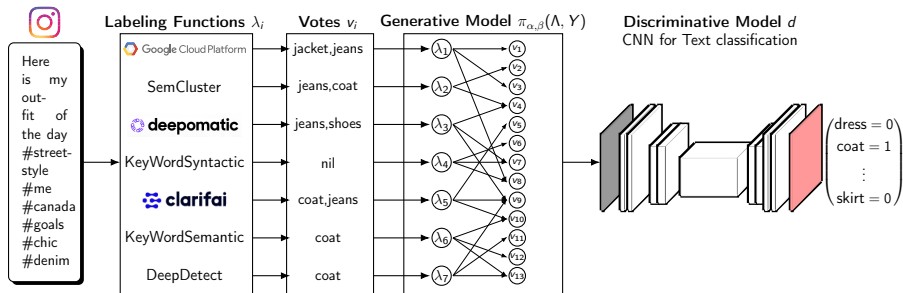 Labeling Functions λi
Votes vi
Generative Model πα,β(Λ, Y)
Discriminative Model d
CNN for Text classification
Here
is my
out-
fit of
the day
#street-
style
#me
#canada
#goals
#chic
#denim
Google Cloud Platform
SemCluster
deepomatic
KeyWordSyntactic
clarifai
KeyWordSemantic
DeepDetect
jacket,jeans
jeans,coat
jeans,shoes
nil
coat,jeans
coat
coat
λ1
λ2
λ3
λ4
λ5
λ6
λ7
v1
v2
v3
v4
v5
v6
v7
v8
v9
v10
v11
v12
v13
dress = 0
coat = 1
⋮
skirt = 0